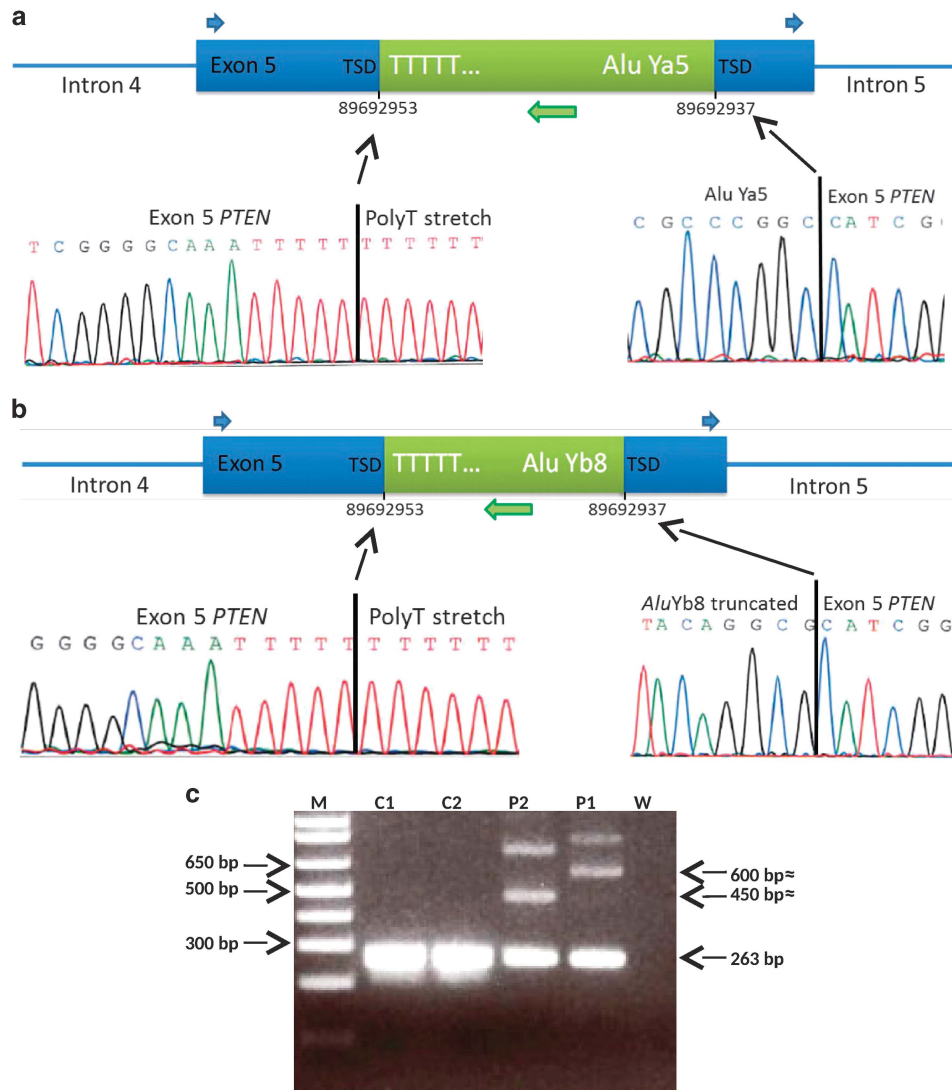 a
Exon 5 TSD TTTTT... Alu Ya5 TSD
Intron 4 Intron 5
89692953 89692937
Exon 5 PTEN PolyT stretch
T C G G G G C A A A T T T T T T T T T T T
Alu Ya5 Exon 5 PTEN
C G C C C G G C C A T C G
b
Exon 5 TSD TTTTT... Alu Yb8 TSD
Intron 4 Intron 5
89692953 89692937
Exon 5 PTEN PolyT stretch
G G G G C A A A T T T T T T T T T T T
AluYb8 truncated Exon 5 PTEN
T A C A G G C G C A T C G G
c
M C1 C2 P2 P1 W
650 bp
500 bp
300 bp
600 bp≈
450 bp≈
263 bp